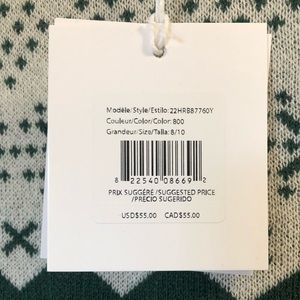 Modèle/Style/Estilo: 22HRB87760Y
Couleur/Color/Color: 800
Grandeur/Size/Talla: 8/10
8 22540 08669 2
PRIX SUGGÉRÉ /SUGGESTED PRICE
/PRECIO SUGERIDO
USD$55.00 CAD$55.00